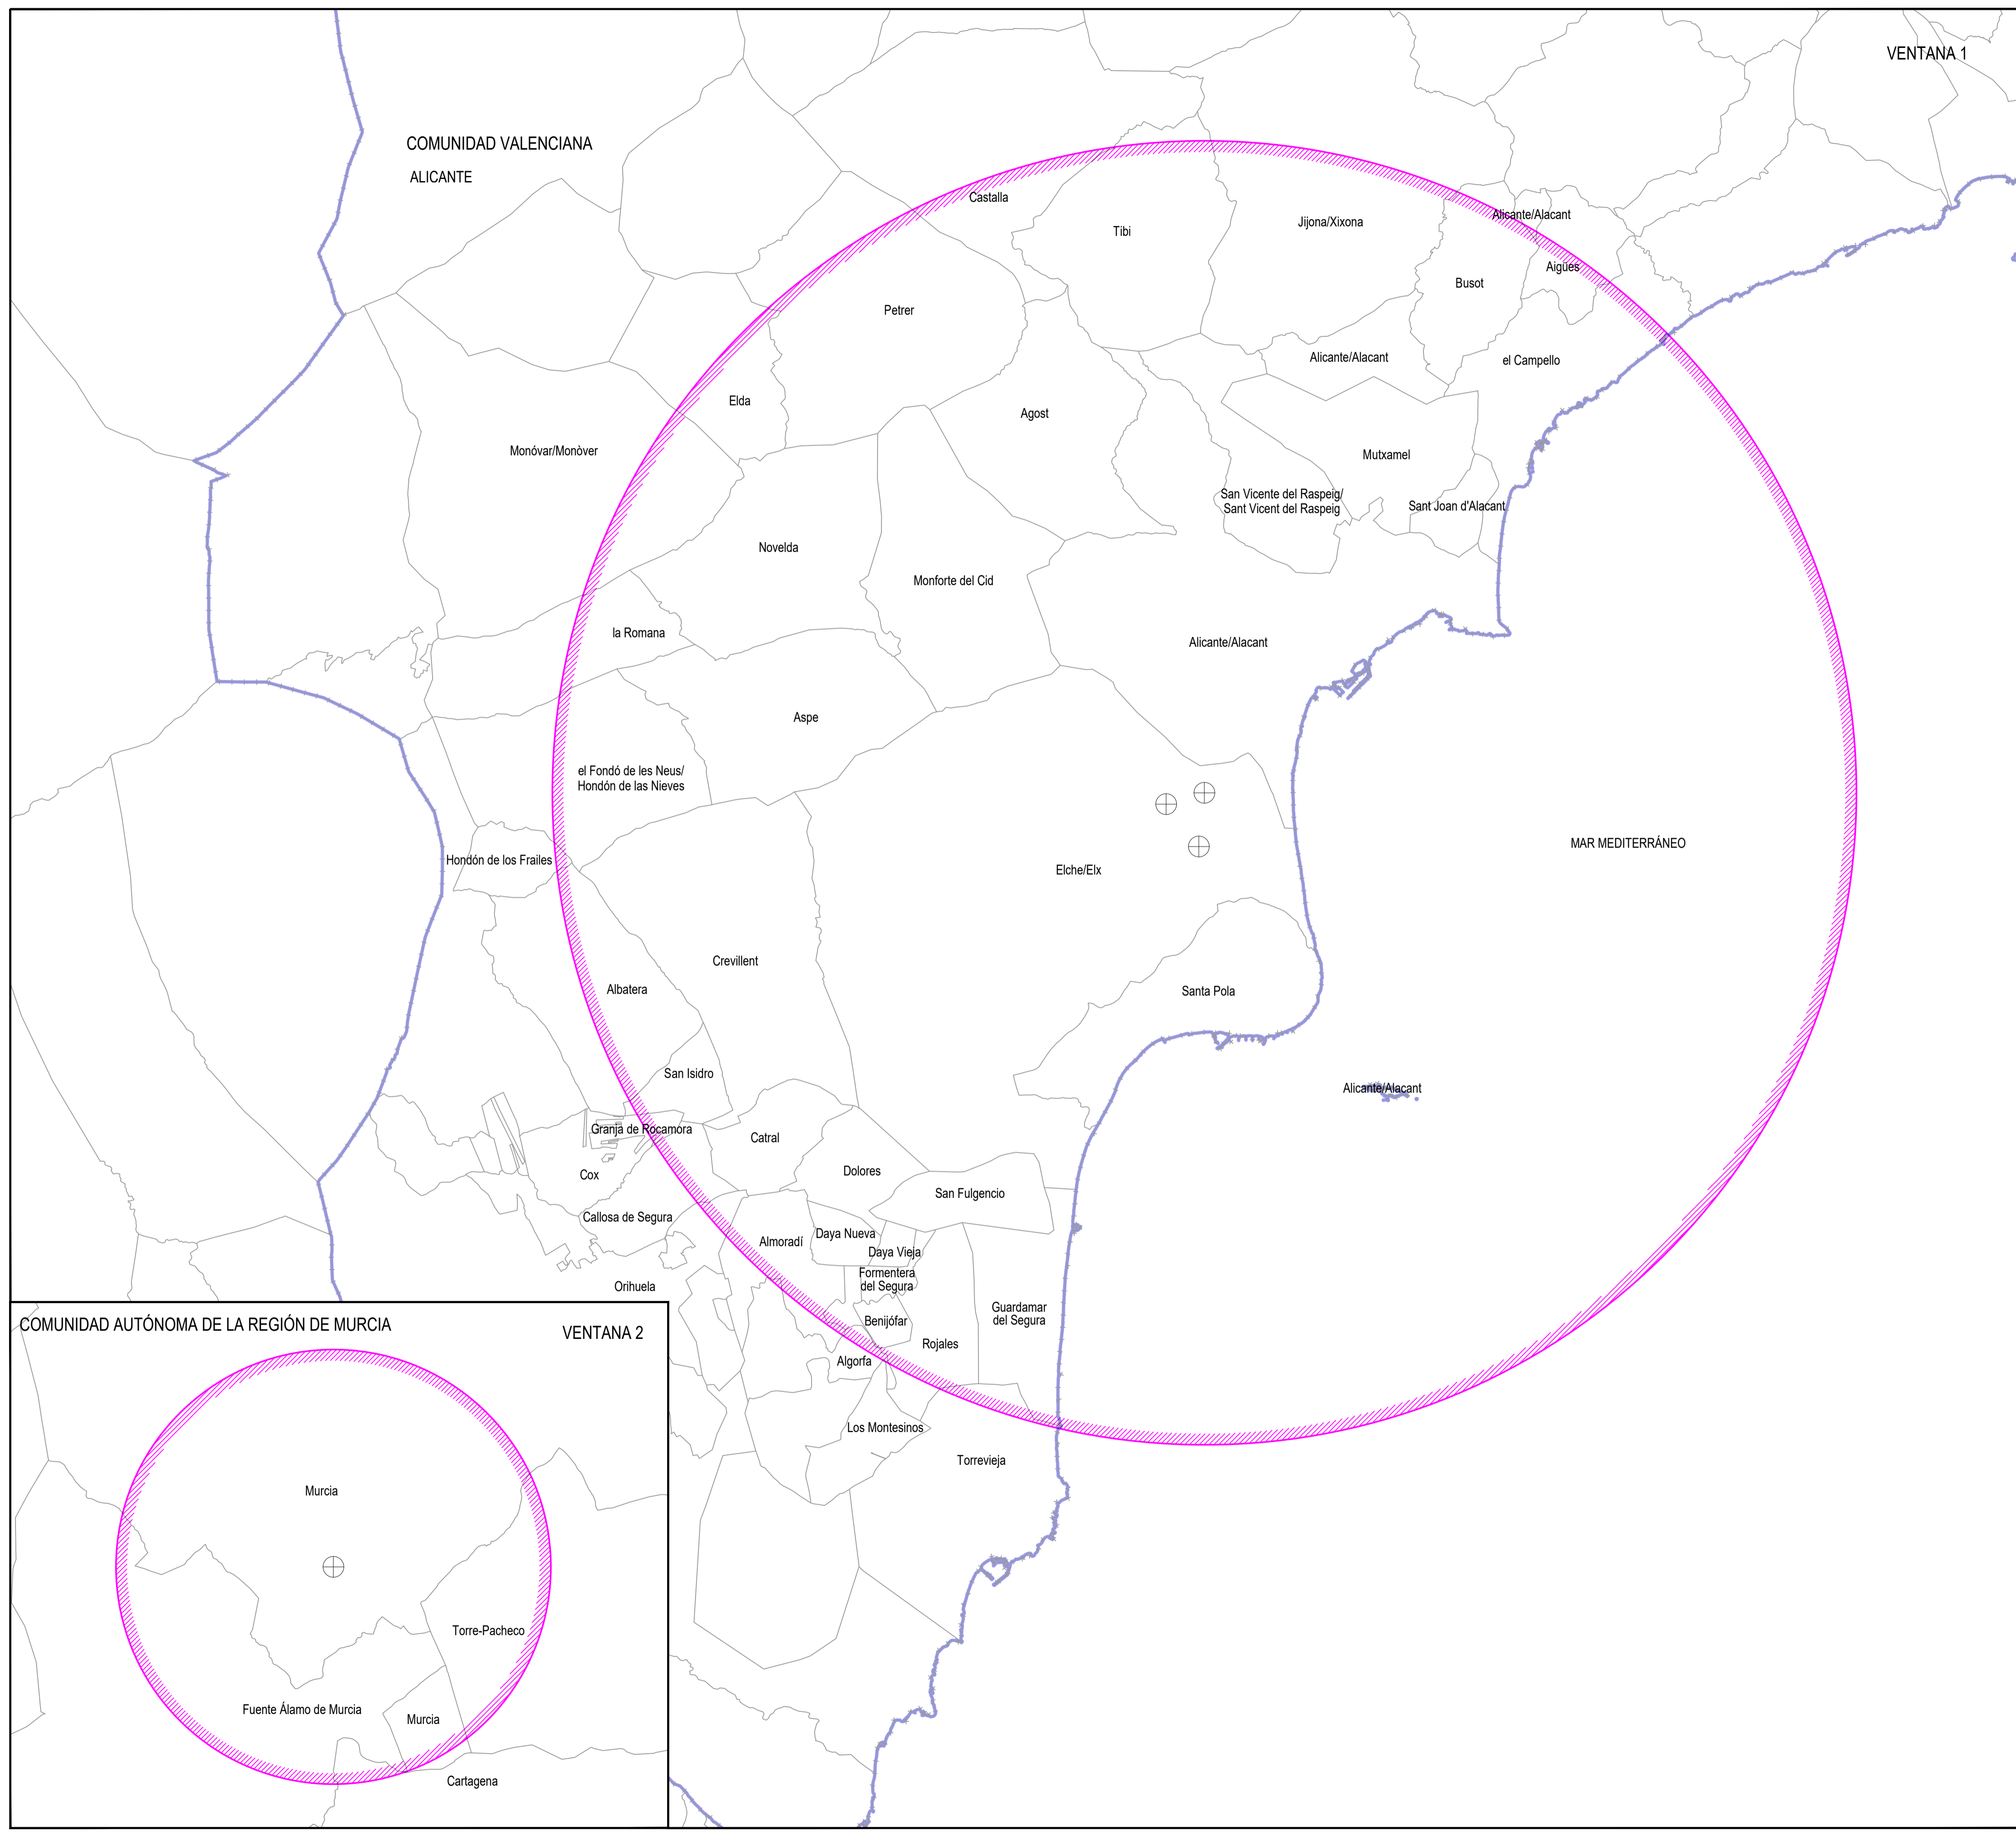 VENTANA 1
COMUNIDAD VALENCIANA
ALICANTE
Castalla
Tibi
Jijona/Xixona
Alicante/Alacant
Aigües
Busot
Petrer
Alicante/Alacant
el Campello
Elda
Agost
Monóvar/Monòver
Mutxamel
San Vicente del Raspeig/
Sant Vicent del Raspeig
Sant Joan d'Alacant
Novelda
Monforte del Cid
la Romana
Alicante/Alacant
Aspe
el Fondó de les Neus/
Hondón de las Nieves
MAR MEDITERRÁNEO
Hondón de los Frailes
Elche/Elx
Crevillent
Albatera
Santa Pola
San Isidro
Alicante/Alacant
Granja de Rocamora
Catral
Cox
Dolores
San Fulgencio
Callosa de Segura
Almoradí
Daya Nueva
Daya Vieja
Formentera
del Segura
Orihuela
Guardamar
del Segura
Benijófar
Rojales
Algorfa
Los Montesinos
Torrevieja
COMUNIDAD AUTÓNOMA DE LA REGIÓN DE MURCIA
VENTANA 2
Murcia
Torre-Pacheco
Fuente Álamo de Murcia
Murcia
Cartagena